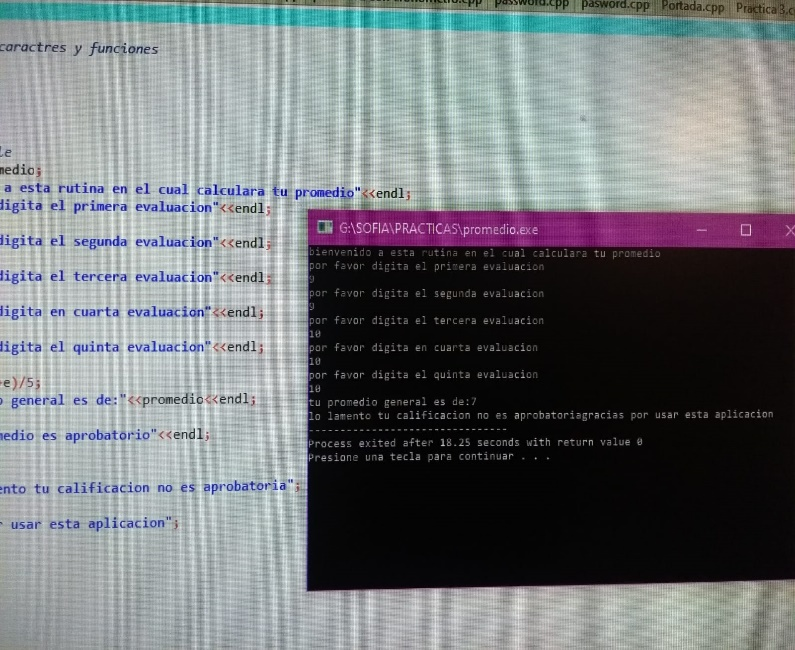 password.cpp pasword.cpp Portada.cpp Practica 3.c
caractres y funciones
le
medio;
a esta rutina en el cual calculara tu promedio"<<endl;
digita el primera evaluacion"<<endl;
digita el segunda evaluacion"<<endl;
digita el tercera evaluacion"<<endl;
digita en cuarta evaluacion"<<endl;
digita el quinta evaluacion"<<endl;
e)/5;
o general es de:"<<promedio<<endl;
medio es aprobatorio"<<endl;
ento tu calificacion no es aprobatoria";
r usar esta aplicacion";
G:\SOFIA\PRACTICAS\promedio.exe
bienvenido a esta rutina en el cual calculara tu promedio
por favor digita el primera evaluacion
9
por favor digita el segunda evaluacion
9
por favor digita el tercera evaluacion
10
por favor digita en cuarta evaluacion
10
por favor digita el quinta evaluacion
10
tu promedio general es de:7
lo lamento tu calificacion no es aprobatoriagracias por usar esta aplicacion
--------------------------------
Process exited after 18.25 seconds with return value 0
Presione una tecla para continuar . . .